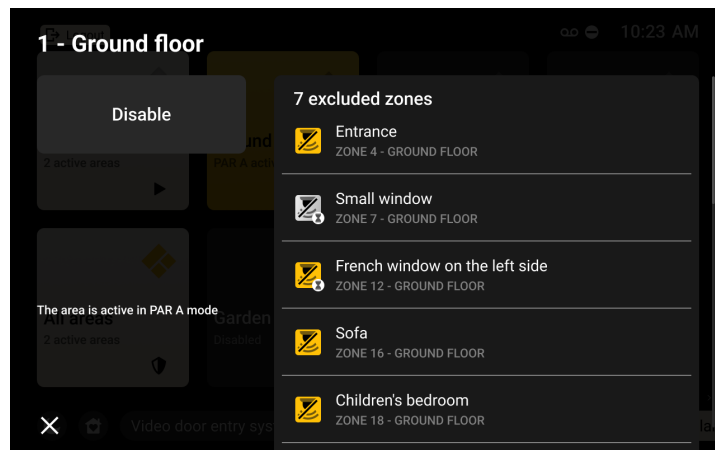 Logout
1 - Ground floor
10:23 AM
Disable
2 active areas
PAR A
7 excluded zones
Entrance
ZONE 4 - GROUND FLOOR
Small window
ZONE 7 - GROUND FLOOR
French window on the left side
ZONE 12 - GROUND FLOOR
Sofa
ZONE 16 - GROUND FLOOR
Children's bedroom
ZONE 18 - GROUND FLOOR
The area is active in PAR A mode
All areas
2 active areas
Garden
Disabled
Video door entry